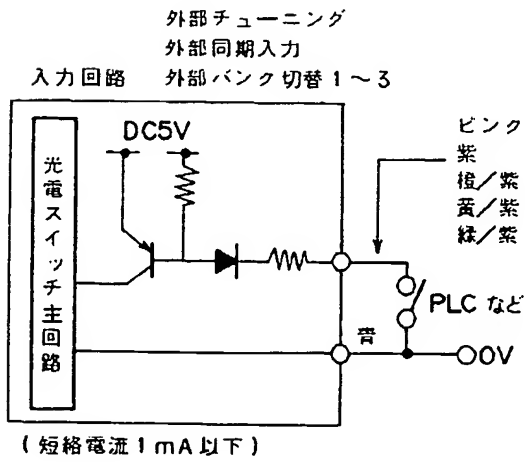 外部チューニング
外部同期入力
入力回路 外部バンク切替1～3
DC5V
光電スイッチ主回路
ピンク
紫
橙/紫
黄/紫
緑/紫
PLC など
青
0V
(短絡電流1mA以下)